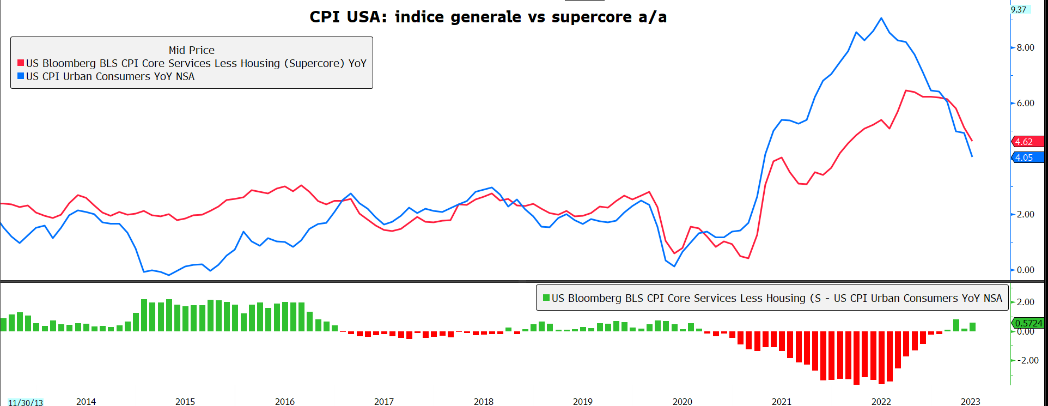 CPI USA: indice generale vs supercore a/a
9.37
Mid Price
US Bloomberg BLS CPI Core Services Less Housing (Supercore) YoY
US CPI Urban Consumers YoY NSA
8.00
6.00
4.62
4.05
2.00
0.00
US Bloomberg BLS CPI Core Services Less Housing (S - US CPI Urban Consumers YoY NSA
2.00
0.5724
0.00
-2.00
11/30/13 2014 2015 2016 2017 2018 2019 2020 2021 2022 2023